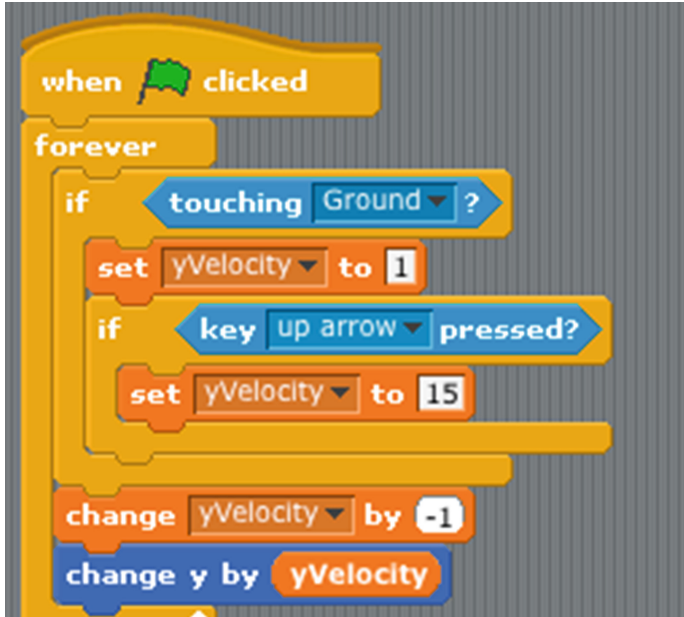 when clicked
forever
if touching Ground ?
set yVelocity to 1
if key up arrow pressed?
set yVelocity to 15
change yVelocity by -1
change y by yVelocity